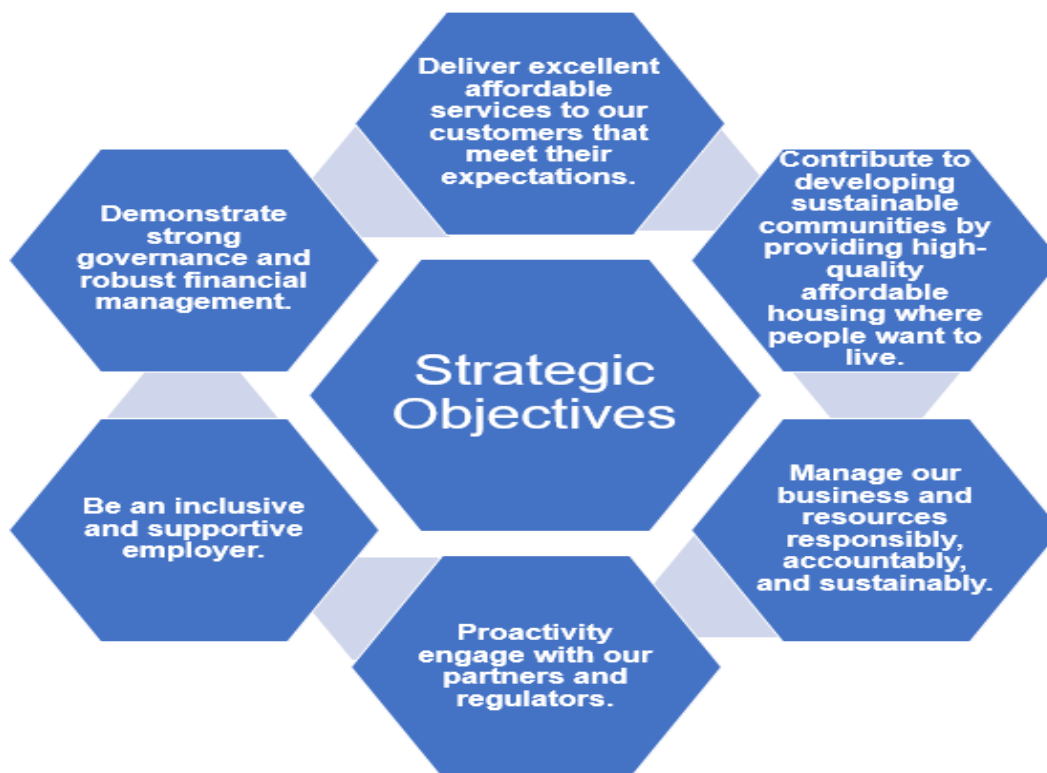 Deliver excellent
affordable
services to our
customers that
meet their
expectations.
Contribute to
developing
sustainable
communities by
providing high-
quality
affordable
housing where
people want to
live.
Manage our
business and
resources
responsibly,
accountably,
and sustainably.
Proactivity
engage with our
partners and
regulators.
Be an inclusive
and supportive
employer.
Demonstrate
strong
governance and
robust financial
management.
Strategic
Objectives